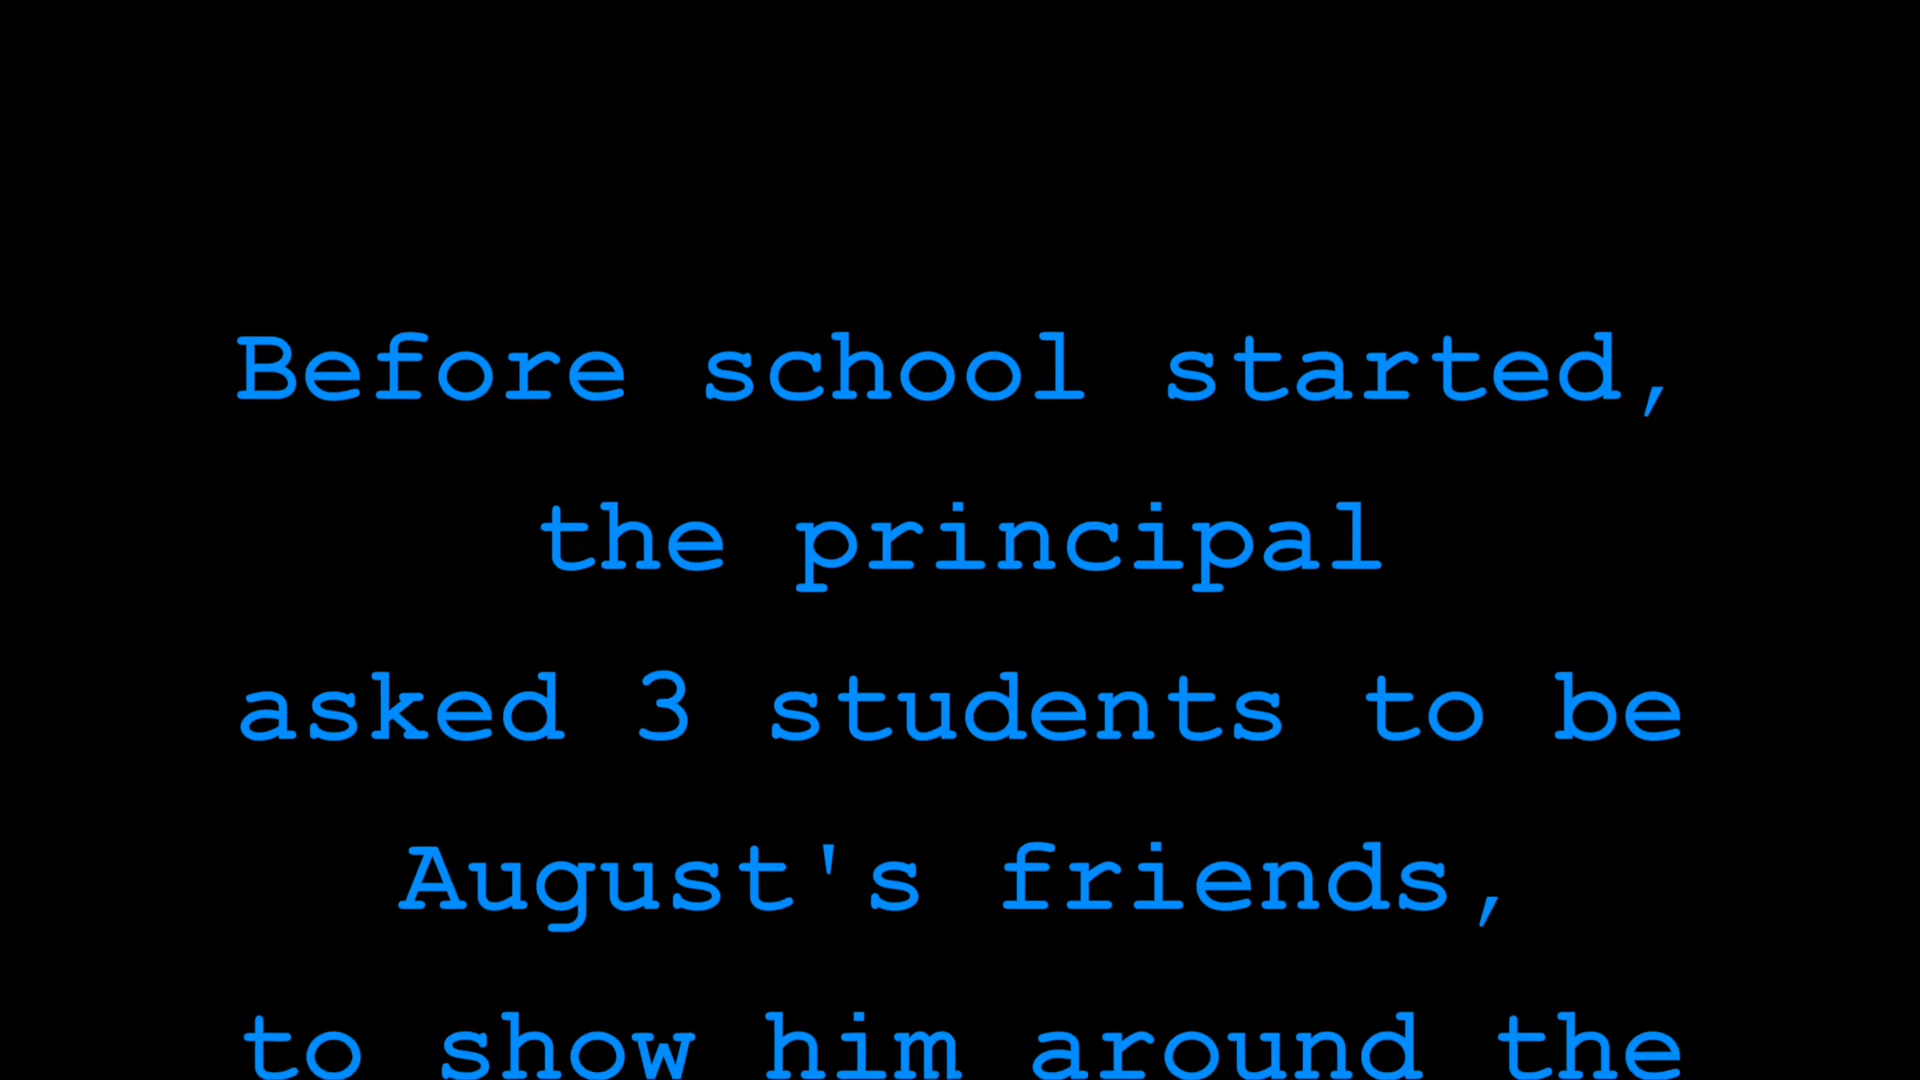 Before school started,
the principal
asked 3 students to be
August's friends,
to show him around the